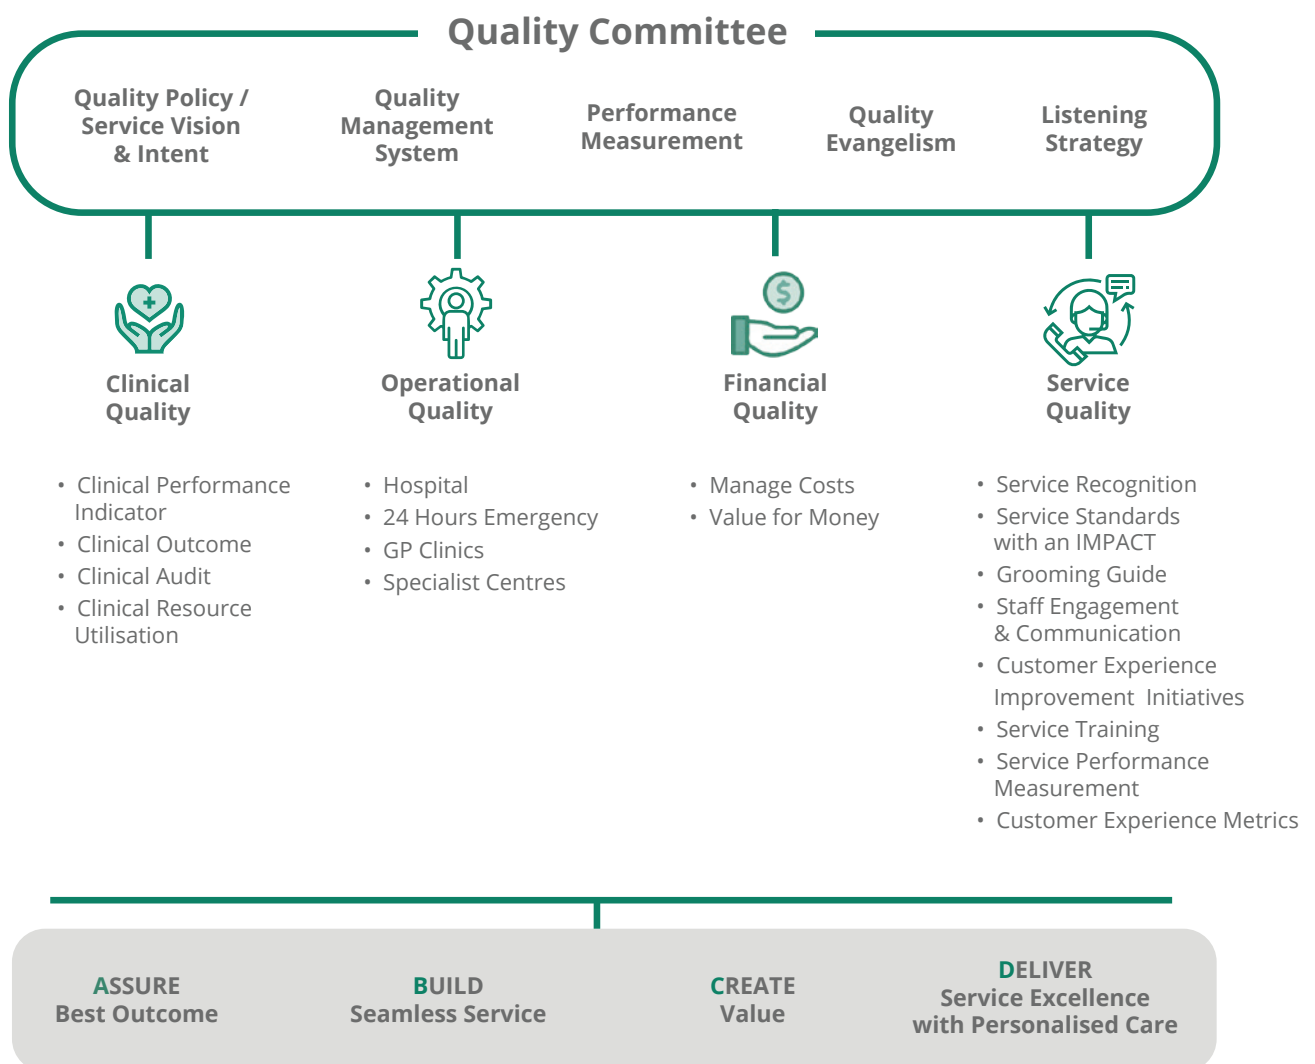 Quality Committee
Quality Policy /
Service Vision
& Intent
Quality
Management
System
Performance
Measurement
Quality
Evangelism
Listening
Strategy
$
Clinical
Quality
• Clinical Performance
Indicator
• Clinical Outcome
• Clinical Audit
• Clinical Resource
Utilisation
Operational
Quality
• Hospital
• 24 Hours Emergency
• GP Clinics
• Specialist Centres
Financial
Quality
• Manage Costs
• Value for Money
Service
Quality
• Service Recognition
• Service Standards
with an IMPACT
• Grooming Guide
• Staff Engagement
& Communication
• Customer Experience
Improvement Initiatives
• Service Training
• Service Performance
Measurement
• Customer Experience Metrics
ASSURE
Best Outcome
BUILD
Seamless Service
CREATE
Value
DELIVER
Service Excellence
with Personalised Care